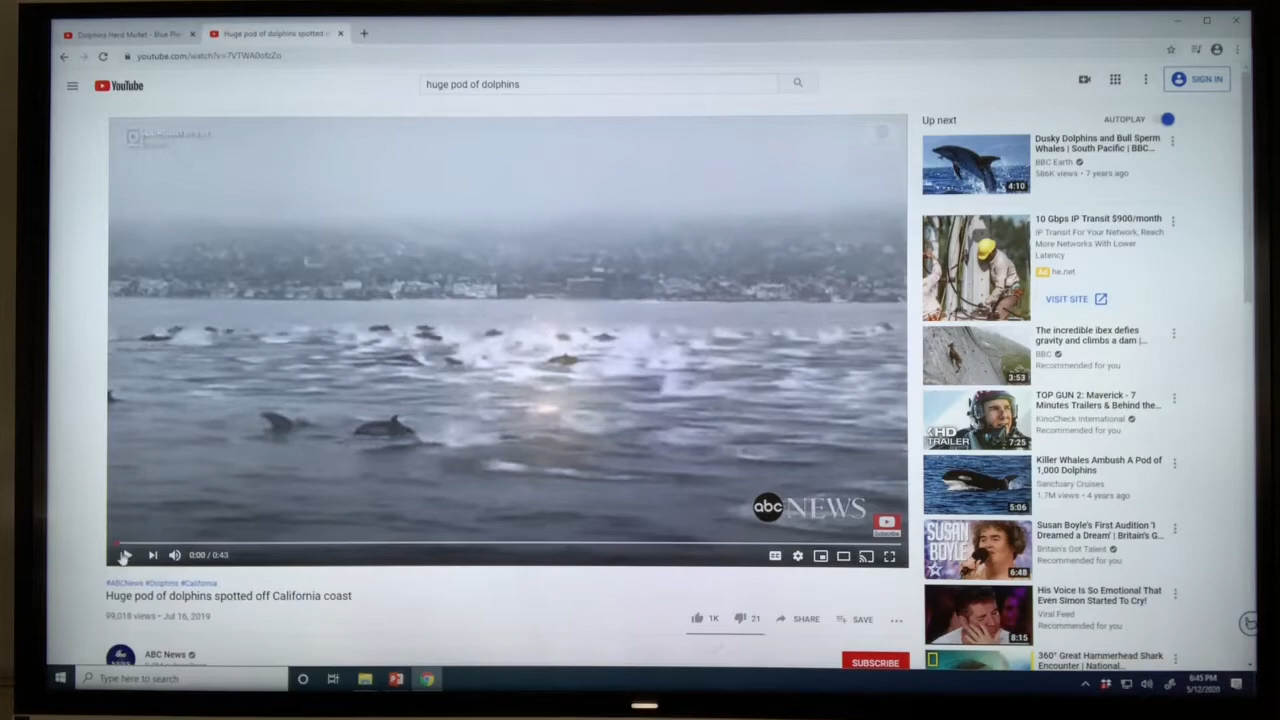 Dolphins Herd Mullet - Blue Pla
Huge pod of dolphins spotted o
youtube.com/watch?v=7VTWA0ofzZo
YouTube
huge pod of dolphins
SIGN IN
abc NEWS
Subscribe
0:00 / 0:43
#ABCNews #Dolphins #California
Huge pod of dolphins spotted off California coast
99,018 views • Jul 16, 2019
1K
21
SHARE
SAVE
ABC News
SUBSCRIBE
Up next
AUTOPLAY
4:10
Dusky Dolphins and Bull Sperm
Whales | South Pacific | BBC...
BBC Earth
586K views • 7 years ago
10 Gbps IP Transit $900/month
IP Transit For Your Network, Reach
More Networks With Lower
Latency
Ad he.net
VISIT SITE
3:53
The incredible ibex defies
gravity and climbs a dam |...
BBC
Recommended for you
HD
TRAILER
7:25
TOP GUN 2: Maverick - 7
Minutes Trailers & Behind the...
KinoCheck International
Recommended for you
5:06
Killer Whales Ambush A Pod of
1,000 Dolphins
Sanctuary Cruises
1.7M views • 4 years ago
SUSAN
BOYLE
6:48
Susan Boyle's First Audition 'I
Dreamed a Dream' | Britain's G...
Britain's Got Talent
Recommended for you
8:15
His Voice Is So Emotional That
Even Simon Started To Cry!
Viral Feed
Recommended for you
360° Great Hammerhead Shark
Encounter | National...
Type here to search
6:45 PM
5/12/2020